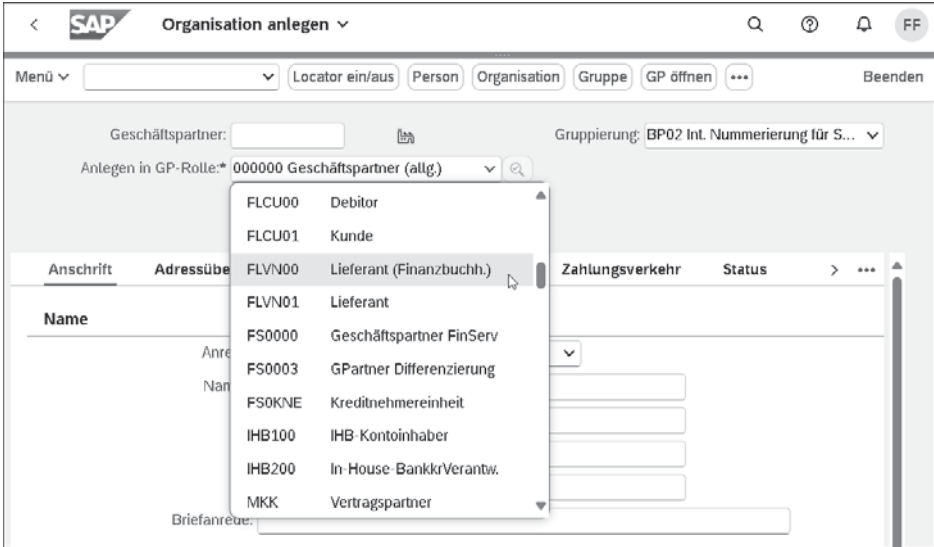 SAP Organisation anlegen FF
Menü Locator ein/aus Person Organisation Gruppe GP öffnen ••• Beenden
Geschäftspartner: Gruppierung: BP02 Int. Nummerierung für S...
Anlegen in GP-Rolle:* 000000 Geschäftspartner (allg.)
FLCU00 Debitor
FLCU01 Kunde
Anschrift Adressübe FLVN00 Lieferant (Finanzbuchh.) Zahlungsverkehr Status •••
FLVN01 Lieferant
Name
FS0000 Geschäftspartner FinServ
Anre
FS0003 GPartner Differenzierung
Nam
FS0KNE Kreditnehmereinheit
IHB100 IHB-Kontoinhaber
IHB200 In-House-BankkrVerantw.
MKK Vertragspartner
Briefanrede: